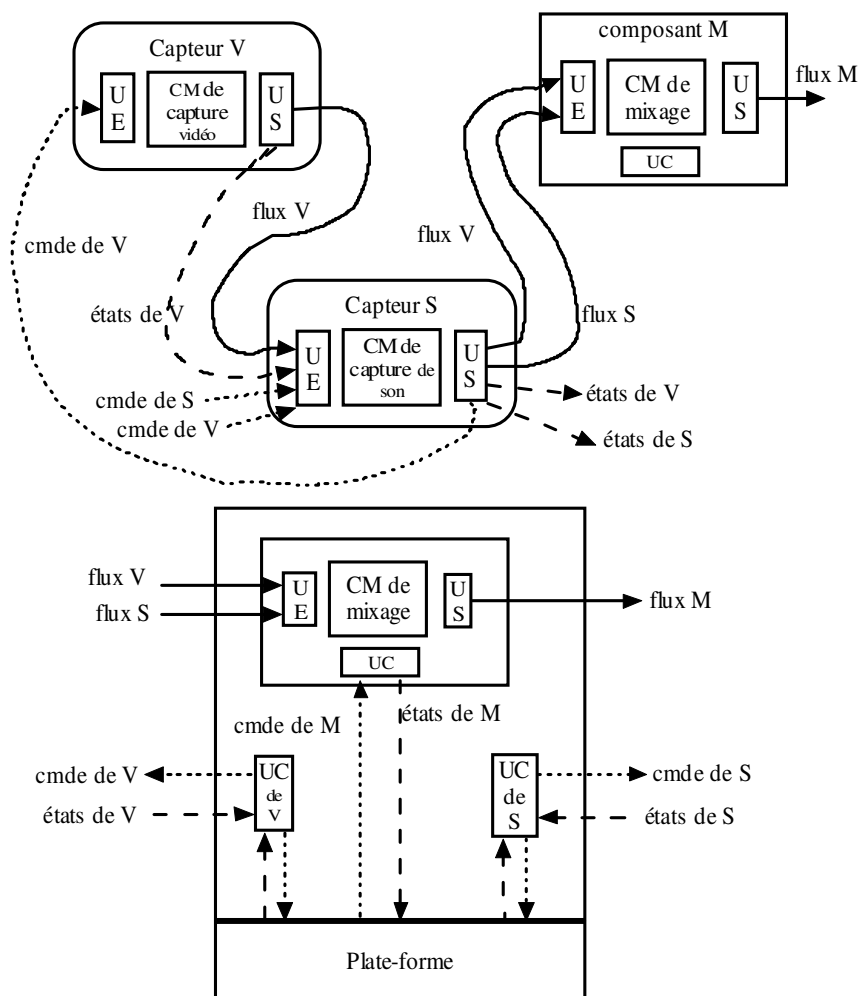 Capteur V
U
E
CM de
capture
vidéo
U
S
composant M
U
E
CM de
mixage
U
S
UC
flux M
flux V
flux V
cmde de V
états de V
flux S
Capteur S
U
E
CM de
capture de
son
U
S
cmde de S
cmde de V
états de V
états de S
flux V
flux S
U
E
CM de
mixage
U
S
flux M
UC
cmde de M
états de M
cmde de V
états de V
UC
de
V
UC
de
S
cmde de S
états de S
Plate-forme